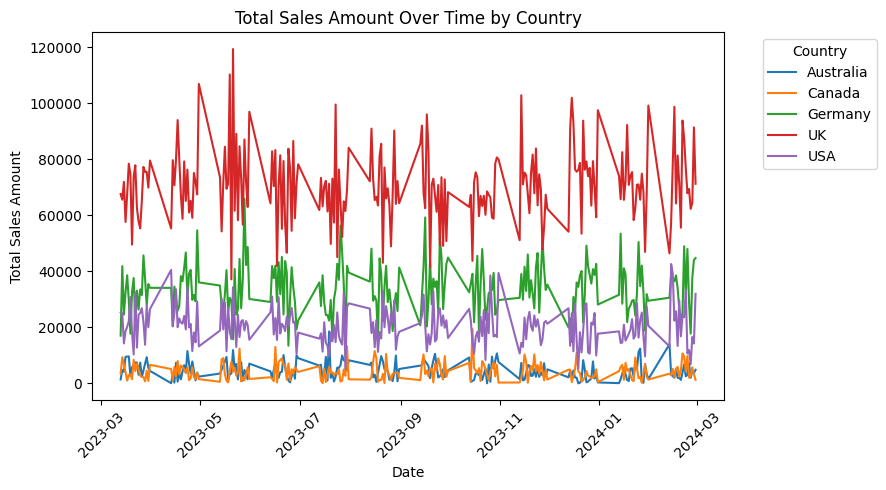 Total Sales Amount Over Time by Country
Total Sales Amount
120000
100000
80000
60000
40000
20000
0
2023-03
2023-05
2023-07
2023-09
2023-11
2024-01
2024-03
Date
Country
Australia
Canada
Germany
UK
USA